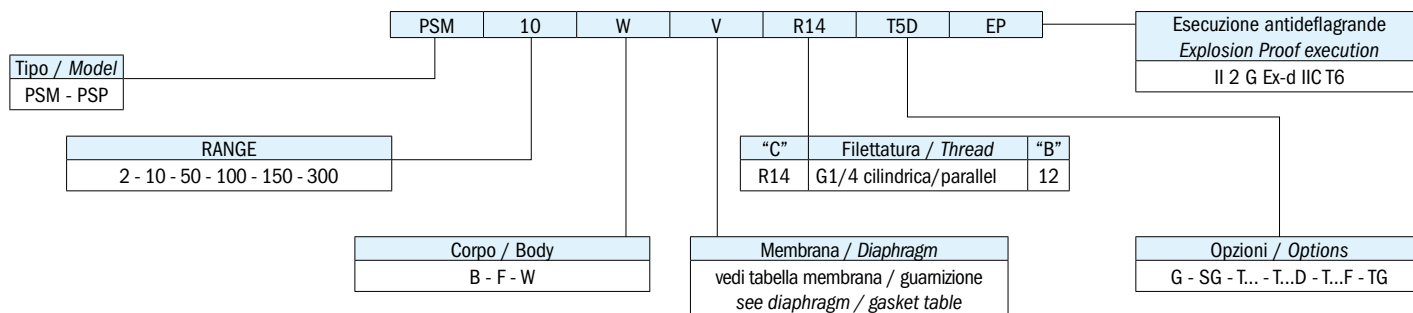 PSM 10 W V R14 T5D EP
Esecuzione antideflagrande
Explosion Proof execution
II 2 G Ex-d IIC T6
Tipo / Model
PSM - PSP
RANGE
2 - 10 - 50 - 100 - 150 - 300
“C” Filettatura / Thread “B”
R14 G1/4 cilindrica/parallel 12
Corpo / Body
B - F - W
Membrana / Diaphragm
vedi tabella membrana / guarnizione
see diaphragm / gasket table
Opzioni / Options
G - SG - T... - T...D - T...F - TG